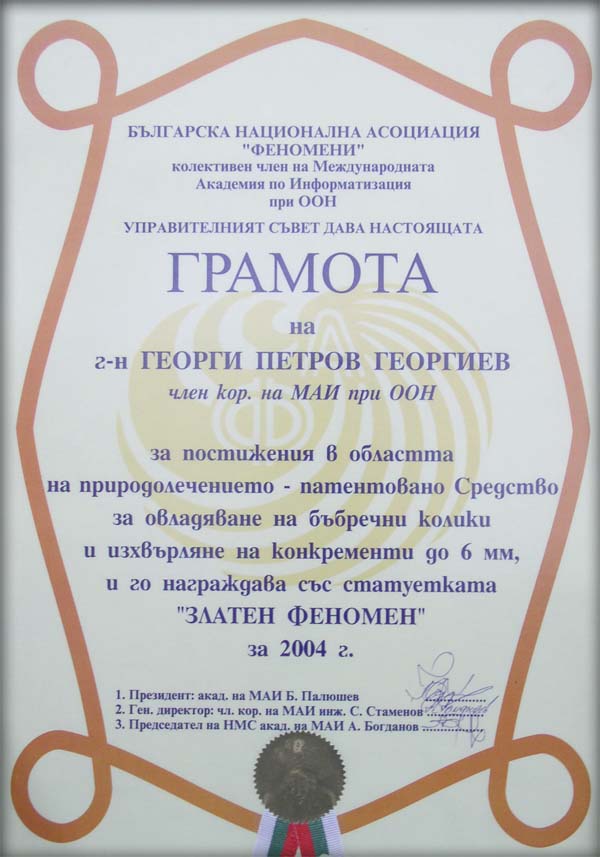 БЪЛГАРСКА НАЦИОНАЛНА АСОЦИАЦИЯ
"ФЕНОМЕНИ"
колективен член на Международната
Академия по Информатизация
при ООН
УПРАВИТЕЛНИЯТ СЪВЕТ ДАВА НАСТОЯЩАТА
ГРАМОТА
на
г-н ГЕОРГИ ПЕТРОВ ГЕОРГИЕВ
член кор. на МАИ при ООН
за постижения в областта
на природолечението - патентовано Средство
за овладяване на бъбречни колики
и изхвърляне на конкременти до 6 мм,
и го награждава със статуетката
"ЗЛАТЕН ФЕНОМЕН"
за 2004 г.
1. Президент: акад. на МАИ Б. Палюшев
2. Ген. директор: чл. кор. на МАИ инж. С. Стаменов
3. Председател на НМС акад. на МАИ А. Богданов